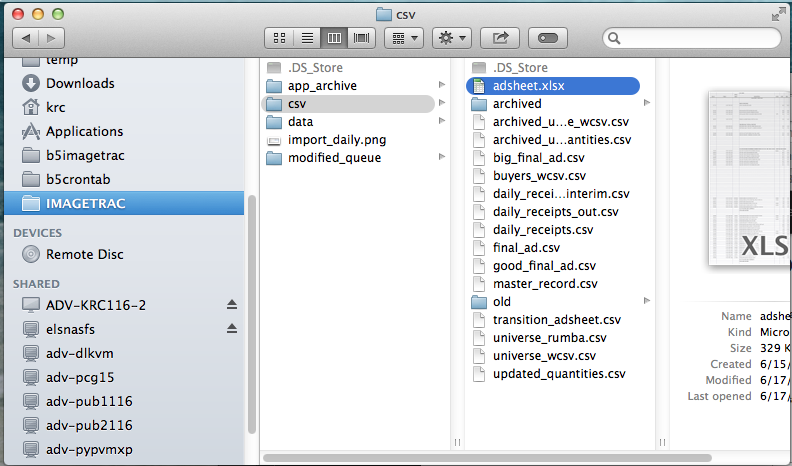 csv
temp
Downloads
krc
Applications
b5imagetrac
b5crontab
IMAGETRAC
DEVICES
Remote Disc
SHARED
ADV-KRC116-2
elsnasfs
adv-dlkvm
adv-pcg15
adv-pub1116
adv-pub2116
adv-pypvmxp
.DS_Store
app_archive
csv
data
import_daily.png
modified_queue
.DS_Store
adsheet.xlsx
archived
archived_u...e_wcsv.csv
archived_u...antities.csv
big_final_ad.csv
buyers_wcsv.csv
daily_recei...interim.csv
daily_receipts_out.csv
daily_receipts.csv
final_ad.csv
good_final_ad.csv
master_record.csv
old
transition_adsheet.csv
universe_rumba.csv
universe_wcsv.csv
updated_quantities.csv
XLS
Name adshe
Kind Micro
Size 329 K
Created 6/15/
Modified 6/17/
Last opened 6/17/